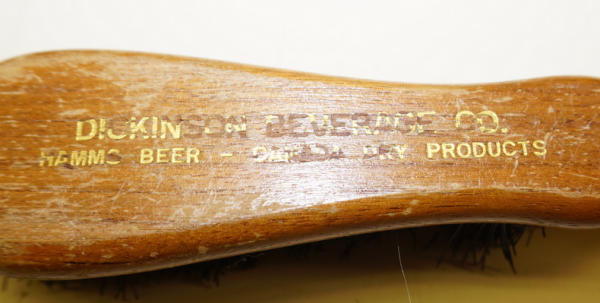 DICKINSON BEVERAGE CO.
HAMMS BEER - CANADA DRY PRODUCTS